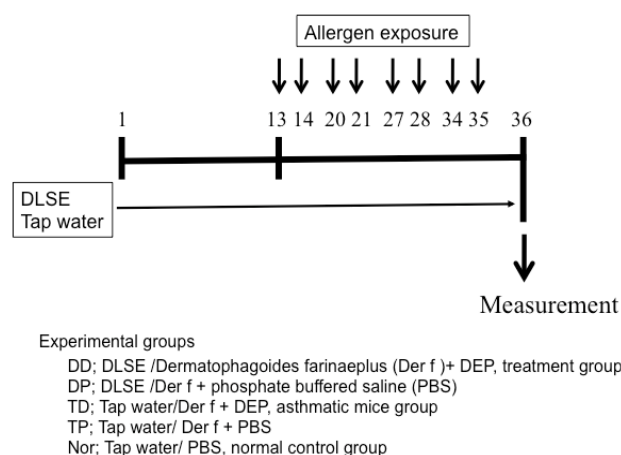 Allergen exposure
1 13 14 20 21 27 28 34 35 36
DLSE
Tap water
Measurement
Experimental groups
DD; DLSE /Dermatophagoides farinaeplus (Der f )+ DEP, treatment group
DP; DLSE /Der f + phosphate buffered saline (PBS)
TD; Tap water/Der f + DEP, asthmatic mice group
TP; Tap water/ Der f + PBS
Nor; Tap water/ PBS, normal control group